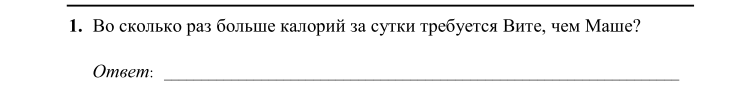 1. Во сколько раз больше калорий за сутки требуется Вите, чем Маше?
Ответ: